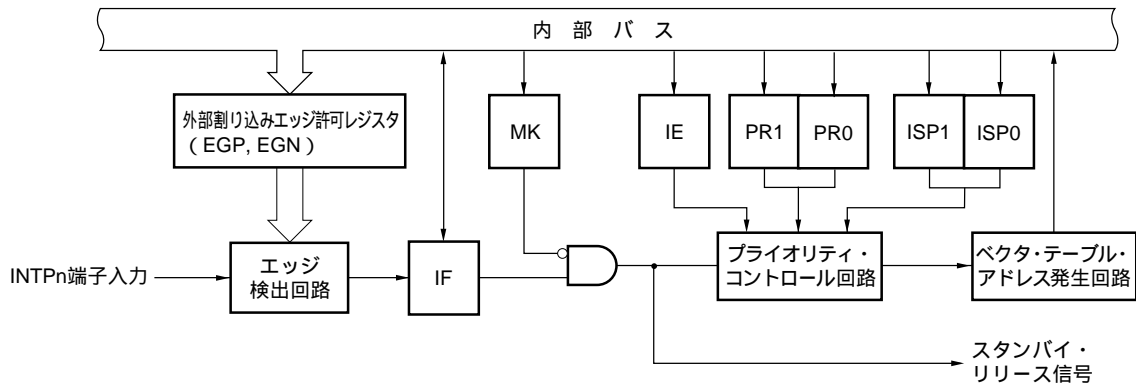 内部バス
外部割り込みエッジ許可レジスタ
(EGP, EGN)
MK
IE
PR1
PR0
ISP1
ISP0
INTPn端子入力
エッジ
検出回路
IF
プライオリティ・
コントロール回路
ベクタ・テーブル・
アドレス発生回路
スタンバイ・
リリース信号